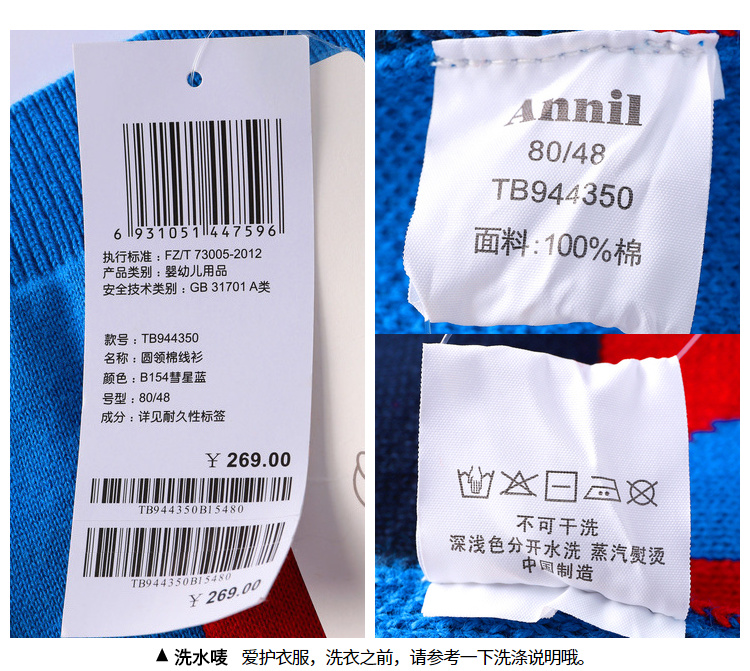 6 931051 447596
执行标准：FZ/T 73005-2012
产品类别：婴幼儿用品
安全技术类别：GB 31701 A类
款号：TB944350
名称：圆领棉线衫
颜色：B154彗星蓝
号型：80/48
成分：详见耐久性标签
￥ 269.00
TB944350B15480
TB944350B15480
￥ 269.00
Annil
80/48
TB944350
面料:100%棉
不可干洗
深浅色分开水洗 蒸汽熨烫
中国制造
▲ 洗水唛 爱护衣服，洗衣之前，请参考一下洗涤说明哦。